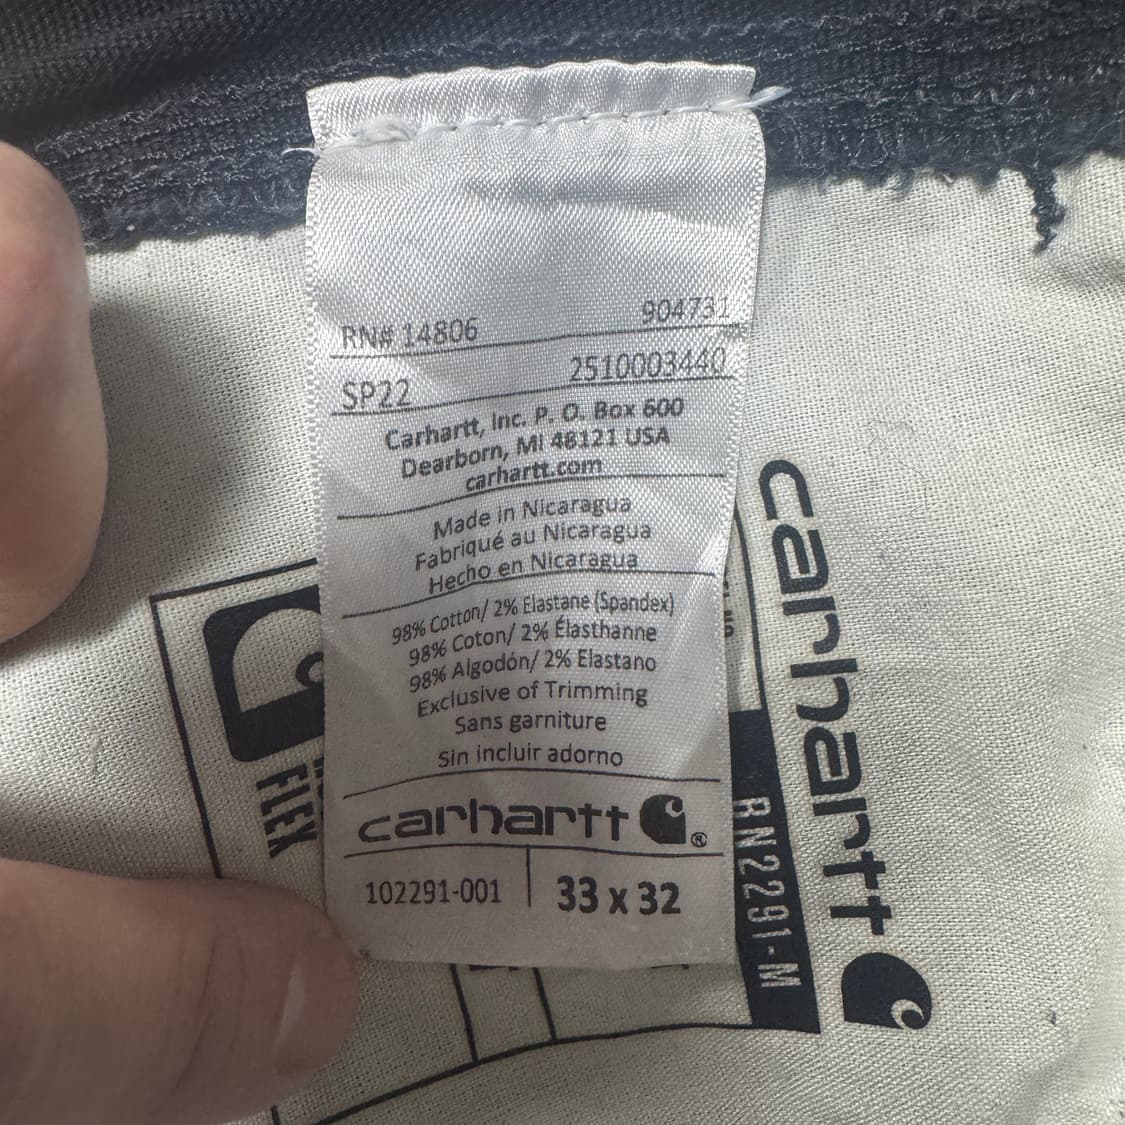 RN# 14806 904731
SP22 2510003440
Carhartt, Inc. P. O. Box 600
Dearborn, MI 48121 USA
carhartt.com
Made in Nicaragua
Fabriqué au Nicaragua
Hecho en Nicaragua
98% Cotton/ 2% Elastane (Spandex)
98% Coton/ 2% Élasthanne
98% Algodón/ 2% Elastano
Exclusive of Trimming
Sans garniture
Sin incluir adorno
carhartt ®
102291-001 33 x 32
FLEX
RN2291-M
carhartt